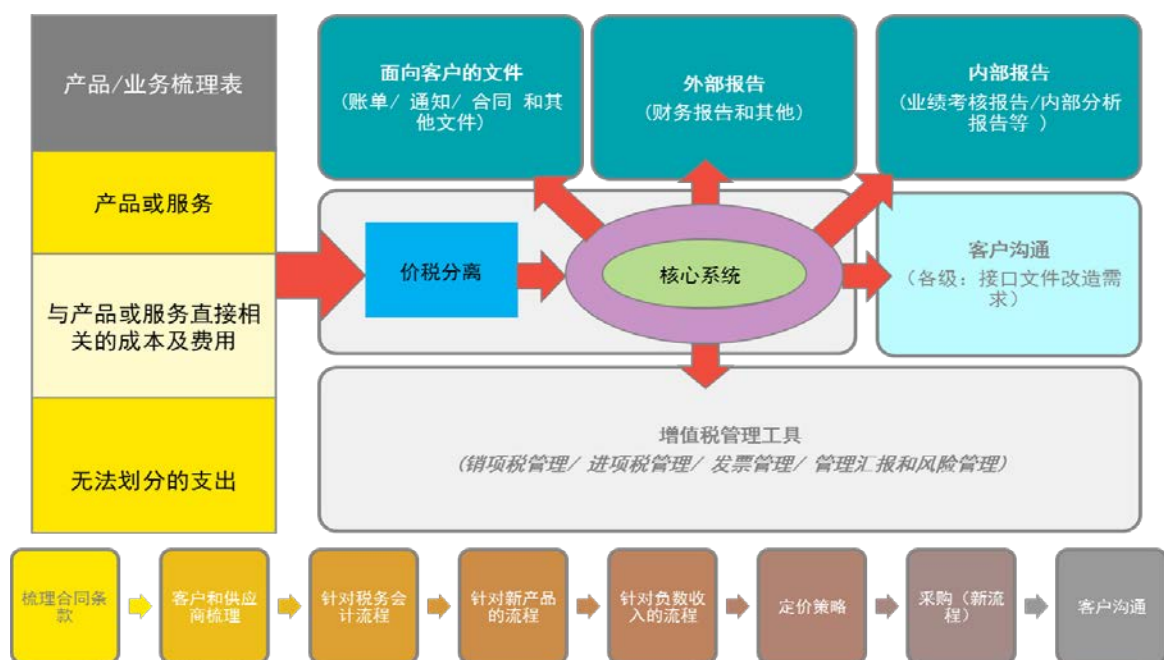 产品/业务梳理表
产品或服务
与产品或服务直接相
关的成本及费用
无法划分的支出
面向客户的文件
(账单/ 通知/ 合同 和其
他文件)
外部报告
(财务报告和其他)
内部报告
(业绩考核报告/内部分析
报告等 )
价税分离
核心系统
客户沟通
(各级：接口文件改造需
求)
增值税管理工具
(销项税管理/ 进项税管理/ 发票管理/ 管理汇报和风险管理)
梳理合同条
款
客户和供应
商梳理
针对税务会
计流程
针对新产品
的流程
针对负数收
入的流程
定价策略
采购（新流
程）
客户沟通